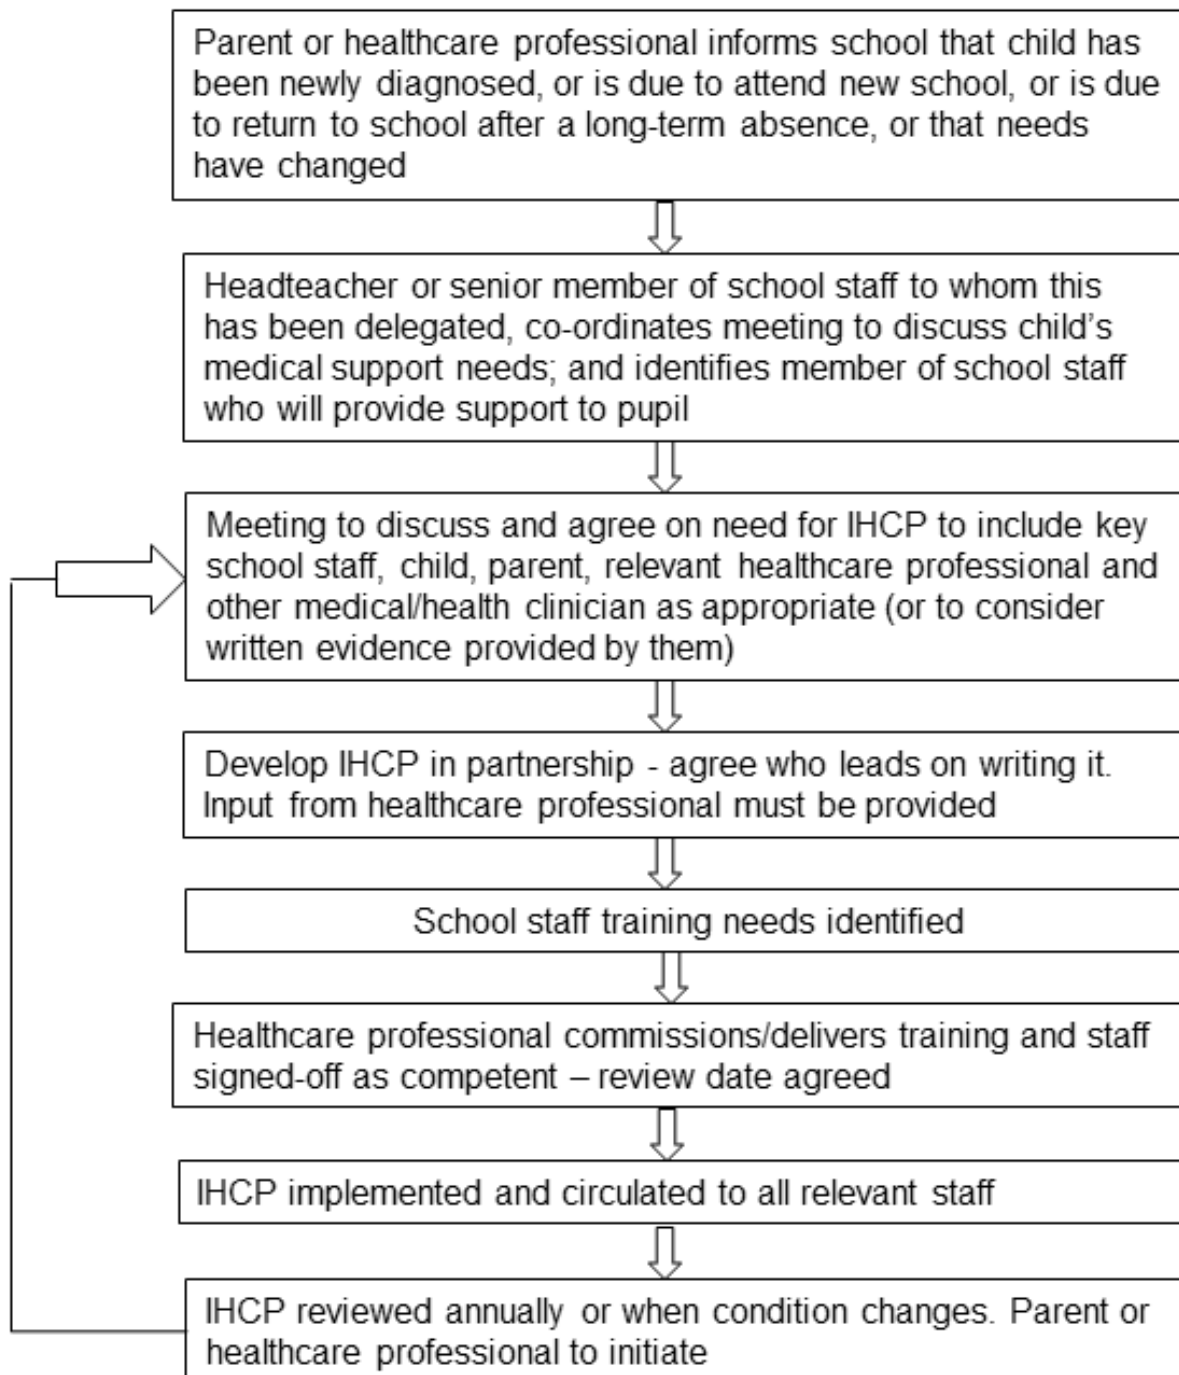 Parent or healthcare professional informs school that child has
been newly diagnosed, or is due to attend new school, or is due
to return to school after a long-term absence, or that needs
have changed
Headteacher or senior member of school staff to whom this
has been delegated, co-ordinates meeting to discuss child’s
medical support needs; and identifies member of school staff
who will provide support to pupil
Meeting to discuss and agree on need for IHCP to include key
school staff, child, parent, relevant healthcare professional and
other medical/health clinician as appropriate (or to consider
written evidence provided by them)
Develop IHCP in partnership - agree who leads on writing it.
Input from healthcare professional must be provided
School staff training needs identified
Healthcare professional commissions/delivers training and staff
signed-off as competent – review date agreed
IHCP implemented and circulated to all relevant staff
IHCP reviewed annually or when condition changes. Parent or
healthcare professional to initiate